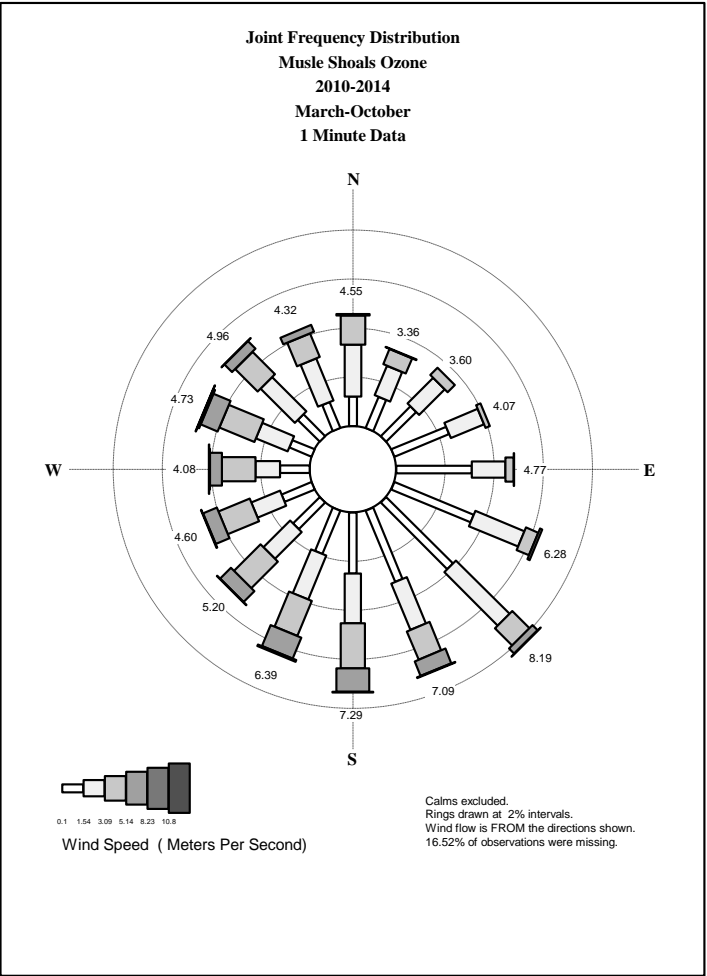 Joint Frequency Distribution
Musle Shoals Ozone
2010-2014
March-October
1 Minute Data
N
4.55
4.32
3.36
4.96
3.60
4.73
4.07
W
4.08
4.77
E
4.60
6.28
5.20
8.19
6.39
7.09
7.29
S
0.1 1.54 3.09 5.14 8.23 10.8
Wind Speed ( Meters Per Second)
Calms excluded.
Rings drawn at 2% intervals.
Wind flow is FROM the directions shown.
16.52% of observations were missing.